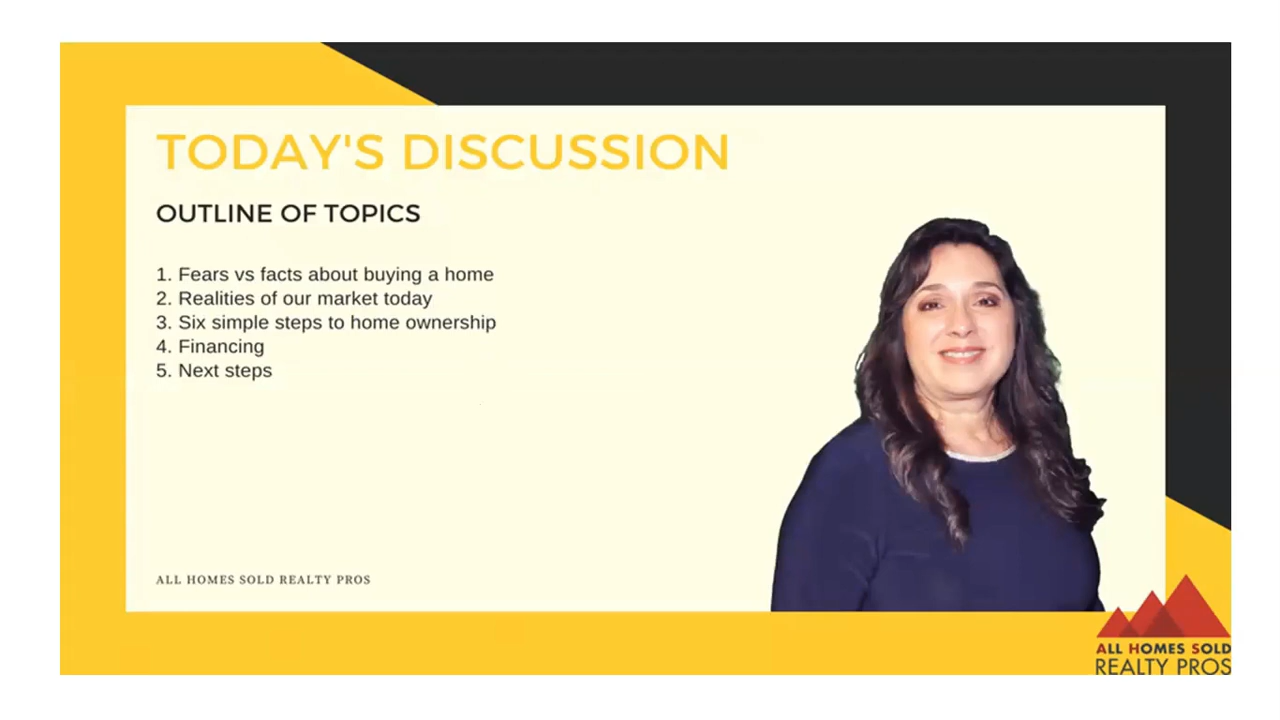 TODAY'S DISCUSSION
OUTLINE OF TOPICS
1. Fears vs facts about buying a home
2. Realities of our market today
3. Six simple steps to home ownership
4. Financing
5. Next steps
ALL HOMES SOLD REALTY PROS
ALL HOMES SOLD
REALTY PROS